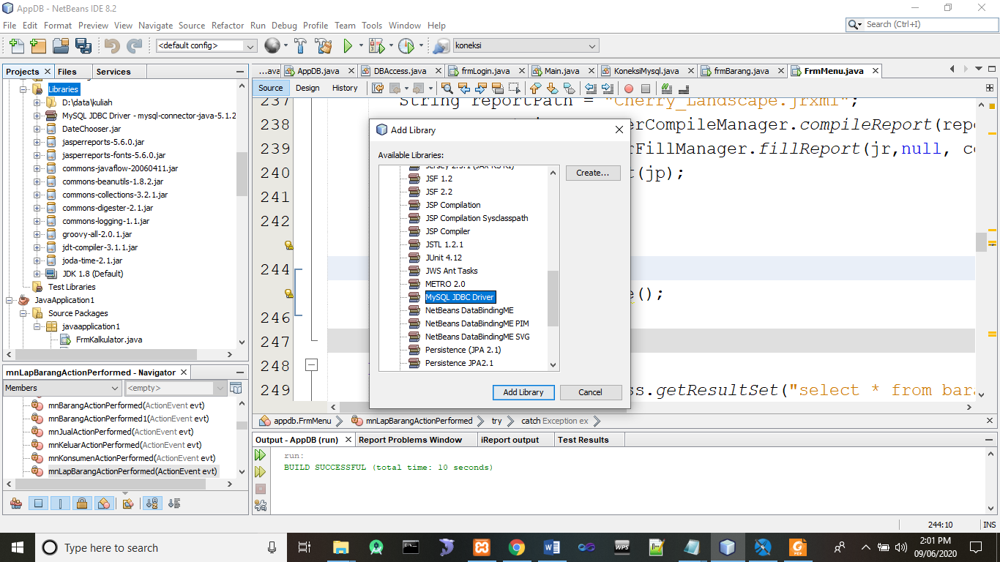 AppDB - NetBeans IDE 8.2
File Edit Format Preview View Navigate Source Refactor Run Debug Profile Team Tools Window Help
Search (Ctrl+I)
<default config>
koneksi
Projects
Files
Services
Libraries
D:\data\kuliah
MySQL JDBC Driver - mysql-connector-java-5.1.2
DateChooser.jar
jasperreports-5.6.0.jar
jasperreports-fonts-5.6.0.jar
commons-javaflow-20060411.jar
commons-beanutils-1.8.2.jar
commons-collections-3.2.1.jar
commons-digester-2.1.jar
commons-logging-1.1.jar
groovy-all-2.0.1.jar
jdt-compiler-3.1.1.jar
joda-time-2.1.jar
JDK 1.8 (Default)
Test Libraries
JavaApplication1
Source Packages
javaapplication1
FrmKalkulator.java
mnLapBarangActionPerformed - Navigator
Members
<empty>
mnBarangActionPerformed(ActionEvent evt)
mnBarangActionPerformed1(ActionEvent evt)
mnJualActionPerformed(ActionEvent evt)
mnKeluarActionPerformed(ActionEvent evt)
mnKonsumenActionPerformed(ActionEvent evt)
mnLapBarangActionPerformed(ActionEvent evt)
...ava AppDB.java DBAccess.java frmLogin.java Main.java KoneksiMysql.java frmBarang.java FrmMenu.java
Source Design History
237 String reportPath = "Cherry_Landscape.jrxml";
238 erCompileManager.compileReport(repo
239 rFillManager.fillReport(jr,null, co
240 t(jp);
241
242
244
e();
246
247
248
249 ss.getResultSet("select * from bara
Add Library
Available Libraries:
JSF 1.2
JSF 2.2
JSP Compilation
JSP Compilation Sysclasspath
JSP Compiler
JSTL 1.2.1
JUnit 4.12
JWS Ant Tasks
METRO 2.0
MySQL JDBC Driver
NetBeans DataBindingME
NetBeans DataBindingME PIM
NetBeans DataBindingME SVG
Persistence (JPA 2.1)
Persistence JPA2.1
Create...
Add Library
Cancel
appdb.FrmMenu mnLapBarangActionPerformed try catch Exception ex
Output - AppDB (run) Report Problems Window iReport output Test Results
run:
BUILD SUCCESSFUL (total time: 10 seconds)
244:10 INS
Type here to search
WPS
PDF
2:01 PM
09/06/2020